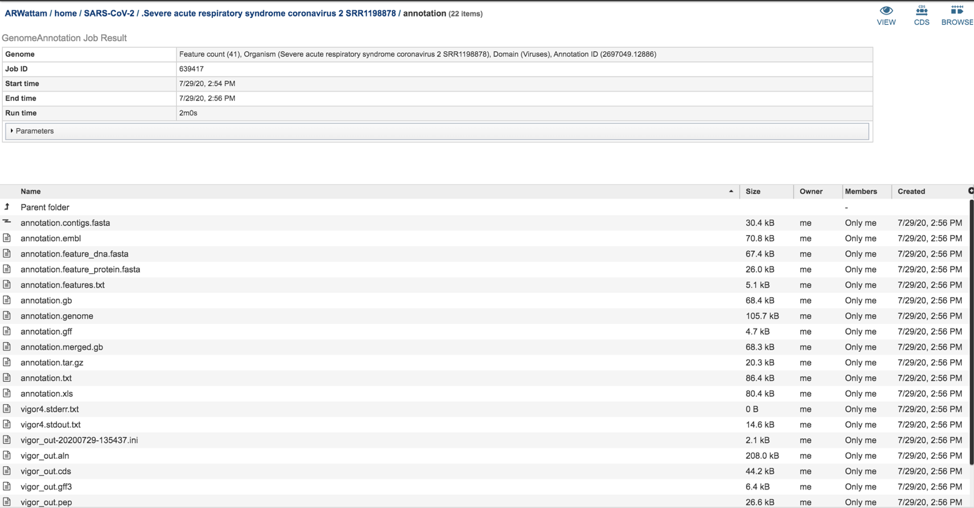 ARWattam / home / SARS-CoV-2 / .Severe acute respiratory syndrome coronavirus 2 SRR1198878 / annotation (22 items)
VIEW CDS BROWSE
GenomeAnnotation Job Result
Genome Feature count (41), Organism (Severe acute respiratory syndrome coronavirus 2 SRR1198878), Domain (Viruses), Annotation ID (2697049.12886)
Job ID 639417
Start time 7/29/20, 2:54 PM
End time 7/29/20, 2:56 PM
Run time 2m0s
Parameters
Name Size Owner Members Created
Parent folder -
annotation.contigs.fasta 30.4 kB me Only me 7/29/20, 2:56 PM
annotation.embl 70.8 kB me Only me 7/29/20, 2:56 PM
annotation.feature_dna.fasta 67.4 kB me Only me 7/29/20, 2:56 PM
annotation.feature_protein.fasta 26.0 kB me Only me 7/29/20, 2:56 PM
annotation.features.txt 5.1 kB me Only me 7/29/20, 2:56 PM
annotation.gb 68.4 kB me Only me 7/29/20, 2:56 PM
annotation.genome 105.7 kB me Only me 7/29/20, 2:56 PM
annotation.gff 4.7 kB me Only me 7/29/20, 2:56 PM
annotation.merged.gb 68.3 kB me Only me 7/29/20, 2:56 PM
annotation.tar.gz 20.3 kB me Only me 7/29/20, 2:56 PM
annotation.txt 86.4 kB me Only me 7/29/20, 2:56 PM
annotation.xls 80.4 kB me Only me 7/29/20, 2:56 PM
vigor4.stderr.txt 0 B me Only me 7/29/20, 2:56 PM
vigor4.stdout.txt 14.6 kB me Only me 7/29/20, 2:56 PM
vigor_out-20200729-135437.ini 2.1 kB me Only me 7/29/20, 2:56 PM
vigor_out.aln 208.0 kB me Only me 7/29/20, 2:56 PM
vigor_out.cds 44.2 kB me Only me 7/29/20, 2:56 PM
vigor_out.gff3 6.4 kB me Only me 7/29/20, 2:56 PM
vigor_out.pep 26.6 kB me Only me 7/29/20, 2:56 PM